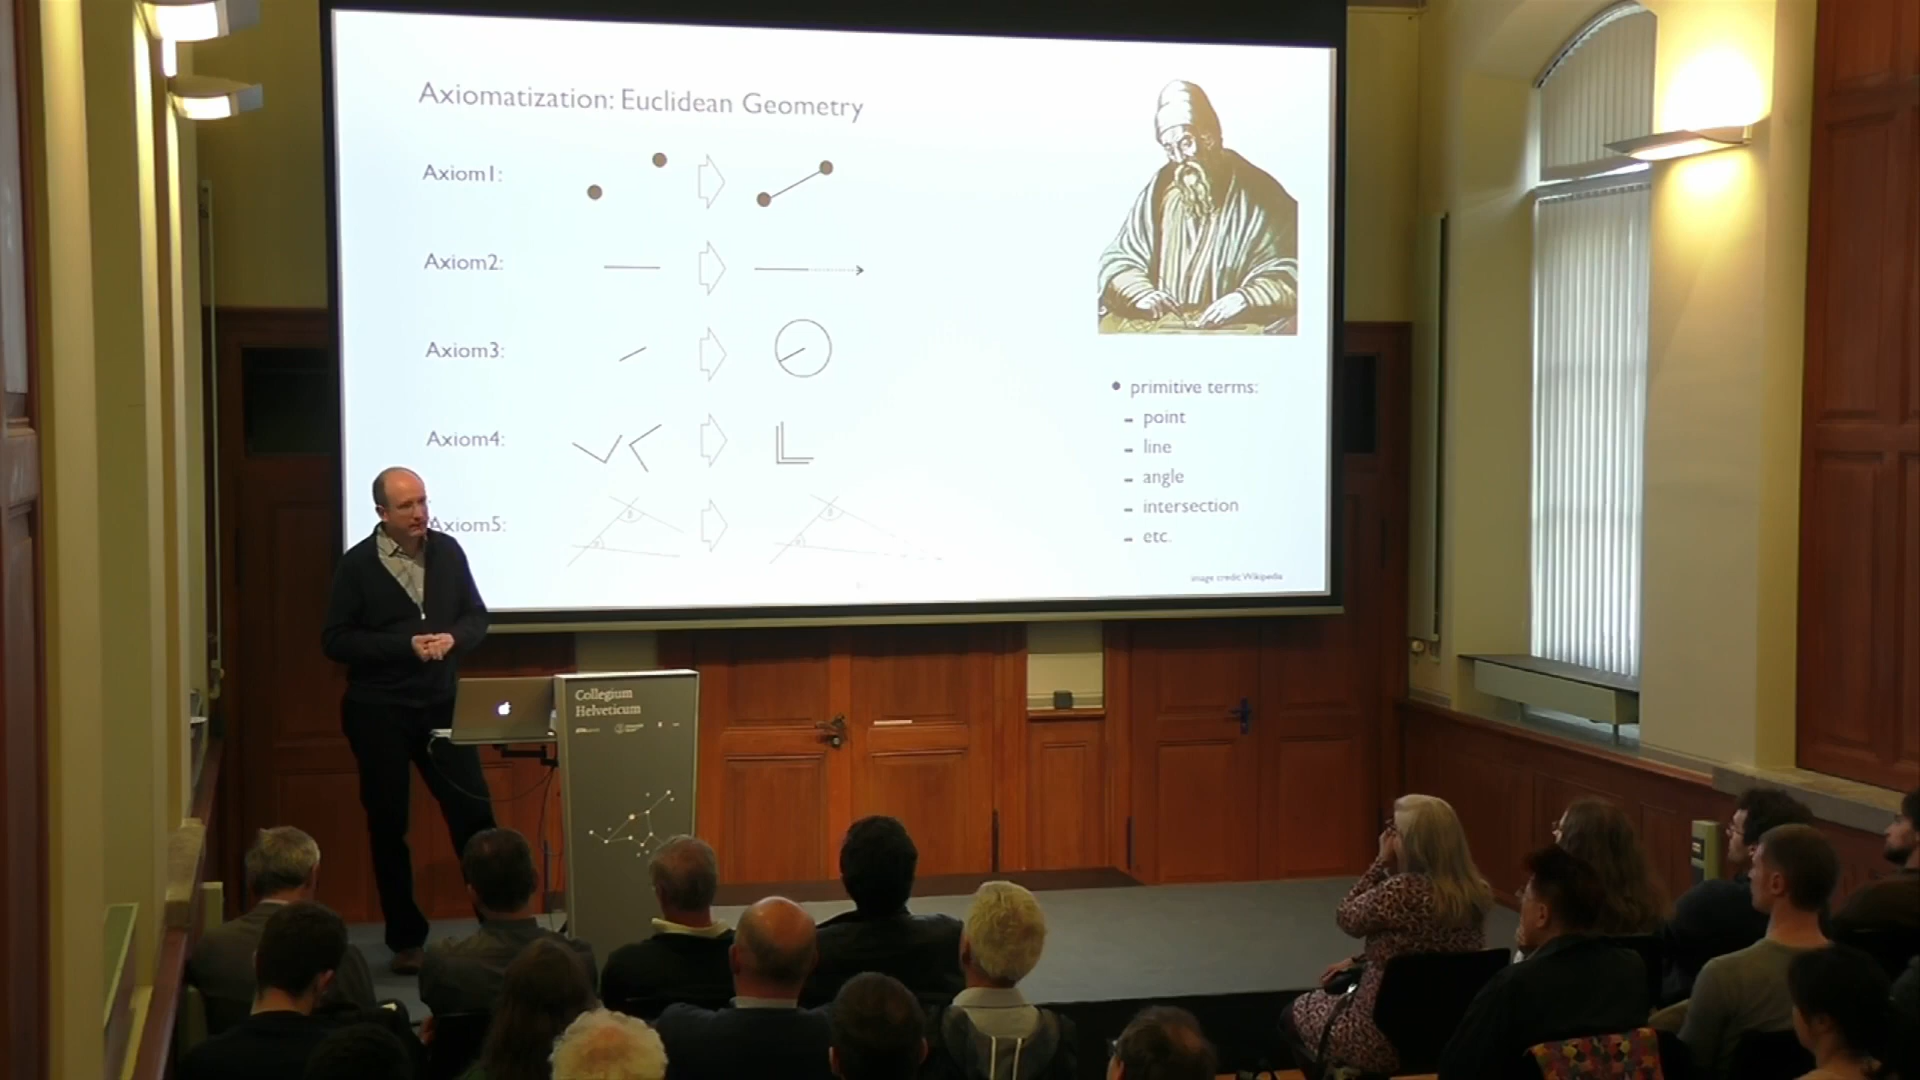 Axiomatization: Euclidean Geometry
Axiom1:
Axiom2:
Axiom3:
Axiom4:
Axiom5:
• primitive terms:
- point
- line
- angle
- intersection
- etc.
image credit: Wikipedia
Collegium
Helveticum